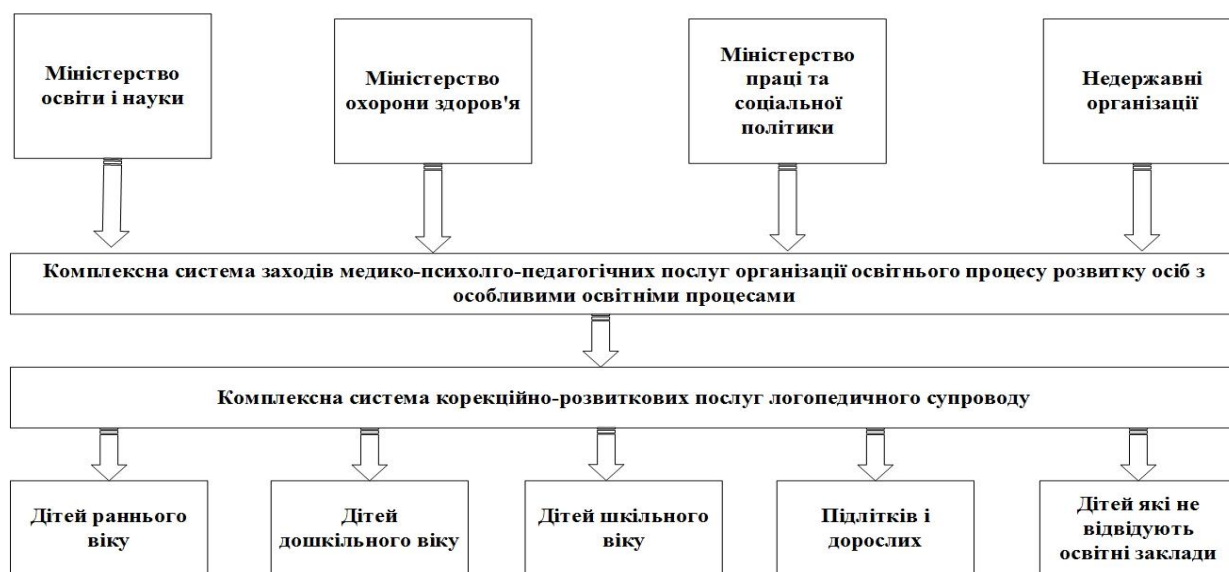 Міністерство
освіти і науки
Міністерство
охорони здоров'я
Міністерство
праці та
соціальної
політики
Недержавні
організації
Комплексна система заходів медико-психолго-педагогічних послуг організації освітнього процесу розвитку осіб з
особливими освітніми процесами
Комплексна система корекційно-розвиткових послуг логопедичного супроводу
Дітей раннього
віку
Дітей
дошкільного віку
Дітей шкільного
віку
Підлітків і
дорослих
Дітей які не
відвідують
освітні заклади